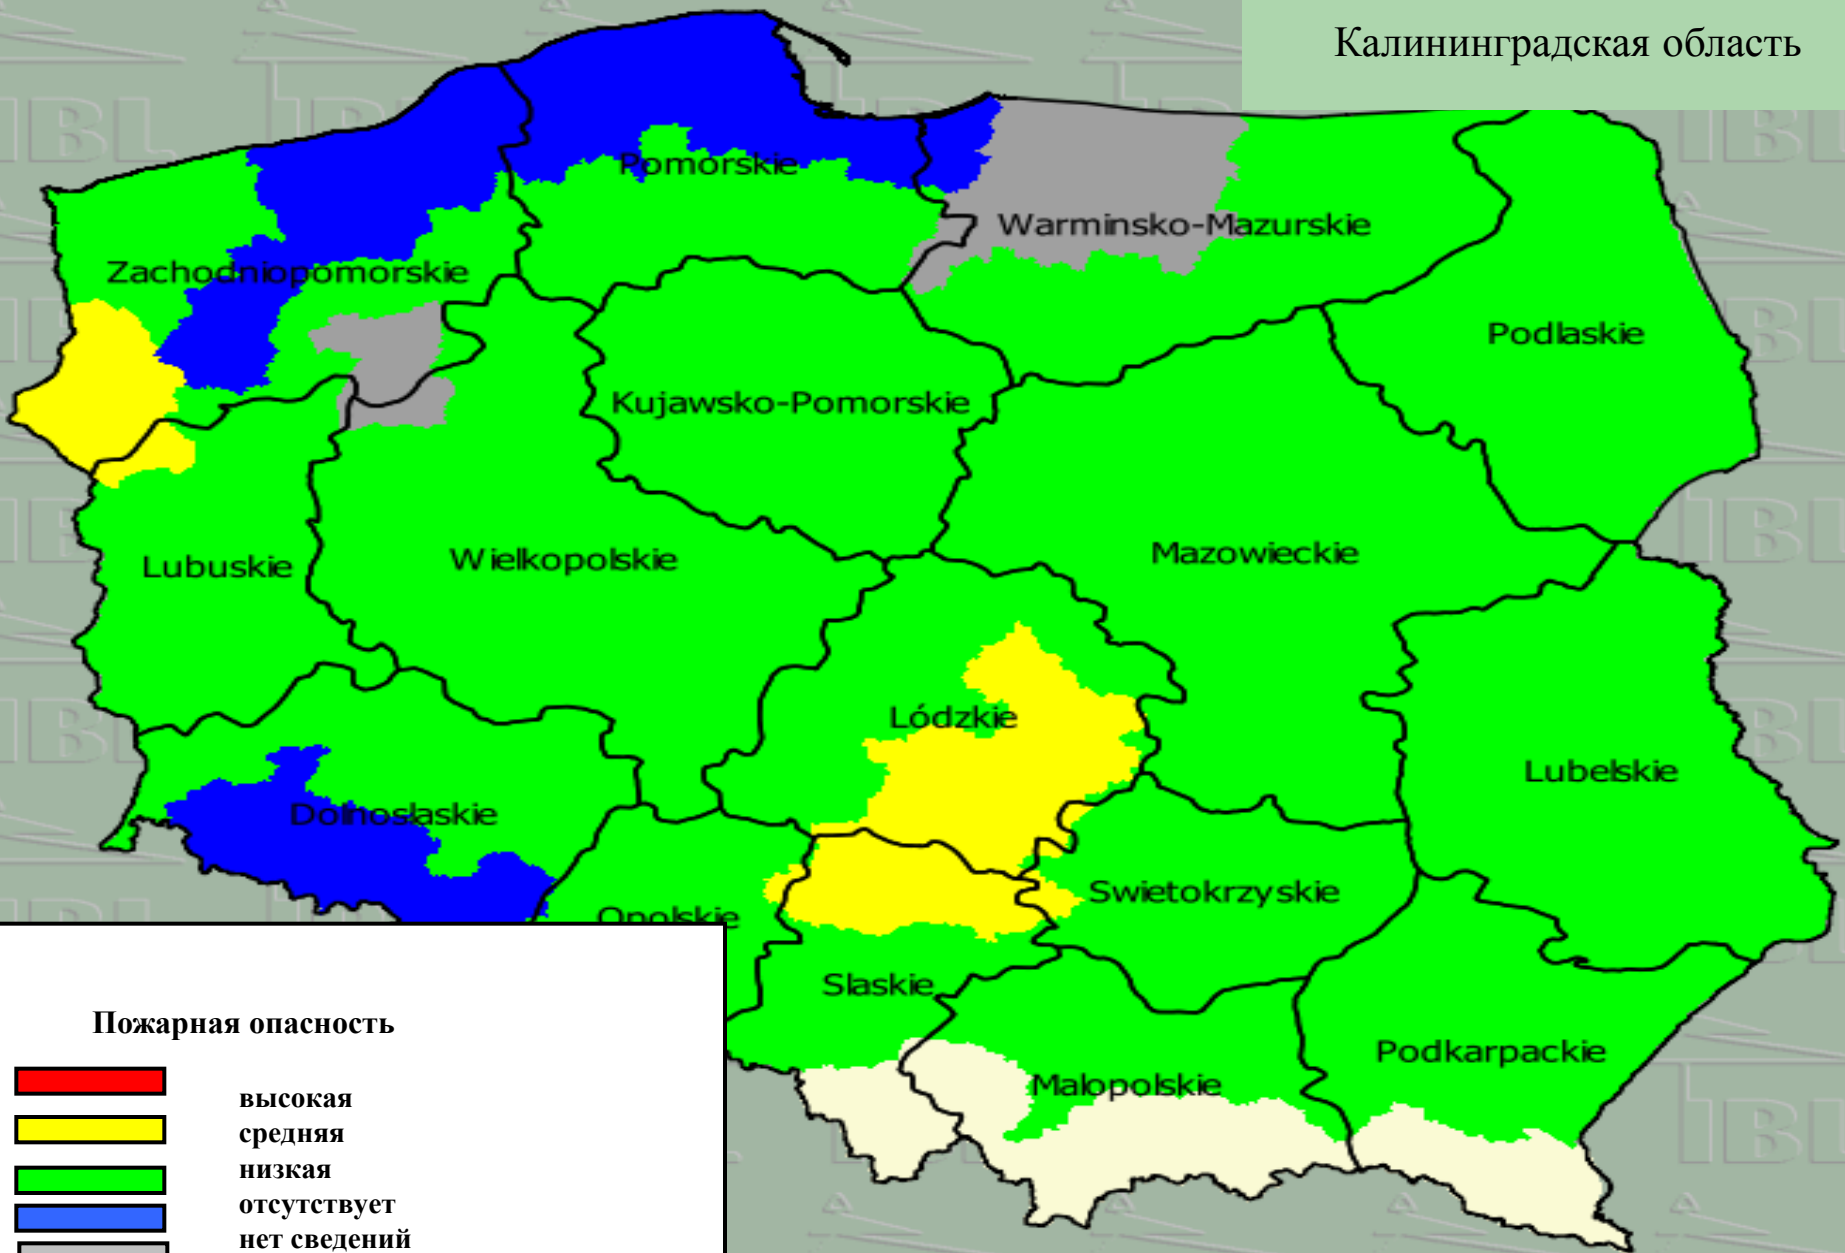 Калининградская область
Pomorskie
Warminsko-Mazurskie
Zachodniopomorskie
Podlaskie
Kujawsko-Pomorskie
Mazowieckie
Wielkopolskie
Lubuskie
Lódzkie
Lubelskie
Dolnoslaskie
Swietokrzyskie
Opolskie
Slaskie
Podkarpackie
Malopolskie
Пожарная опасность
высокая
средняя
низкая
отсутствует
нет сведений
IBL